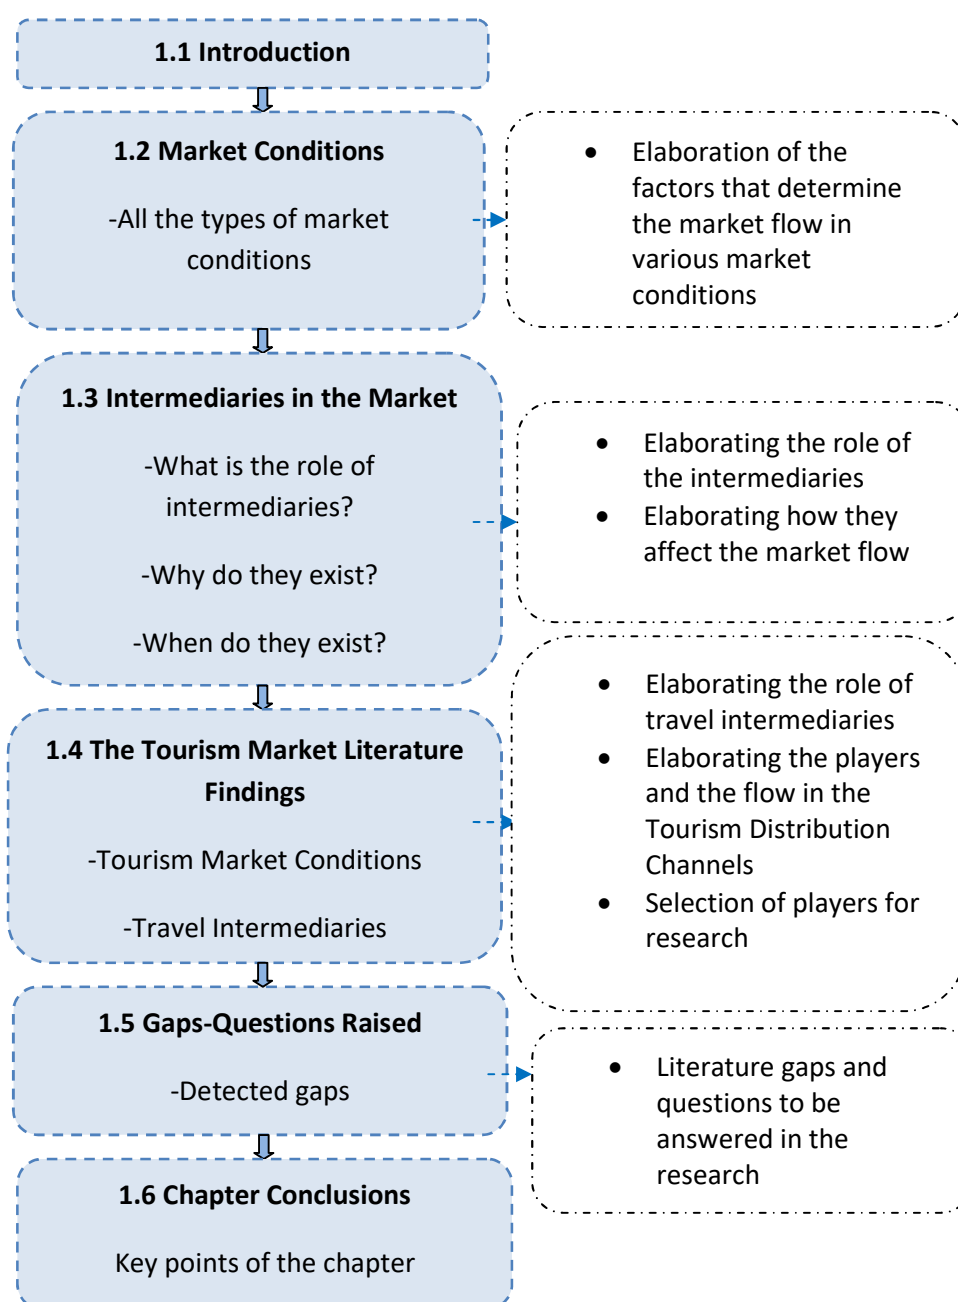 1.1 Introduction
1.2 Market Conditions
-All the types of market
conditions
• Elaboration of the
factors that determine
the market flow in
various market
conditions
1.3 Intermediaries in the Market
-What is the role of
intermediaries?
-Why do they exist?
-When do they exist?
• Elaborating the role of
the intermediaries
• Elaborating how they
affect the market flow
1.4 The Tourism Market Literature
Findings
-Tourism Market Conditions
-Travel Intermediaries
• Elaborating the role of
travel intermediaries
• Elaborating the players
and the flow in the
Tourism Distribution
Channels
• Selection of players for
research
1.5 Gaps-Questions Raised
-Detected gaps
• Literature gaps and
questions to be
answered in the
research
1.6 Chapter Conclusions
Key points of the chapter